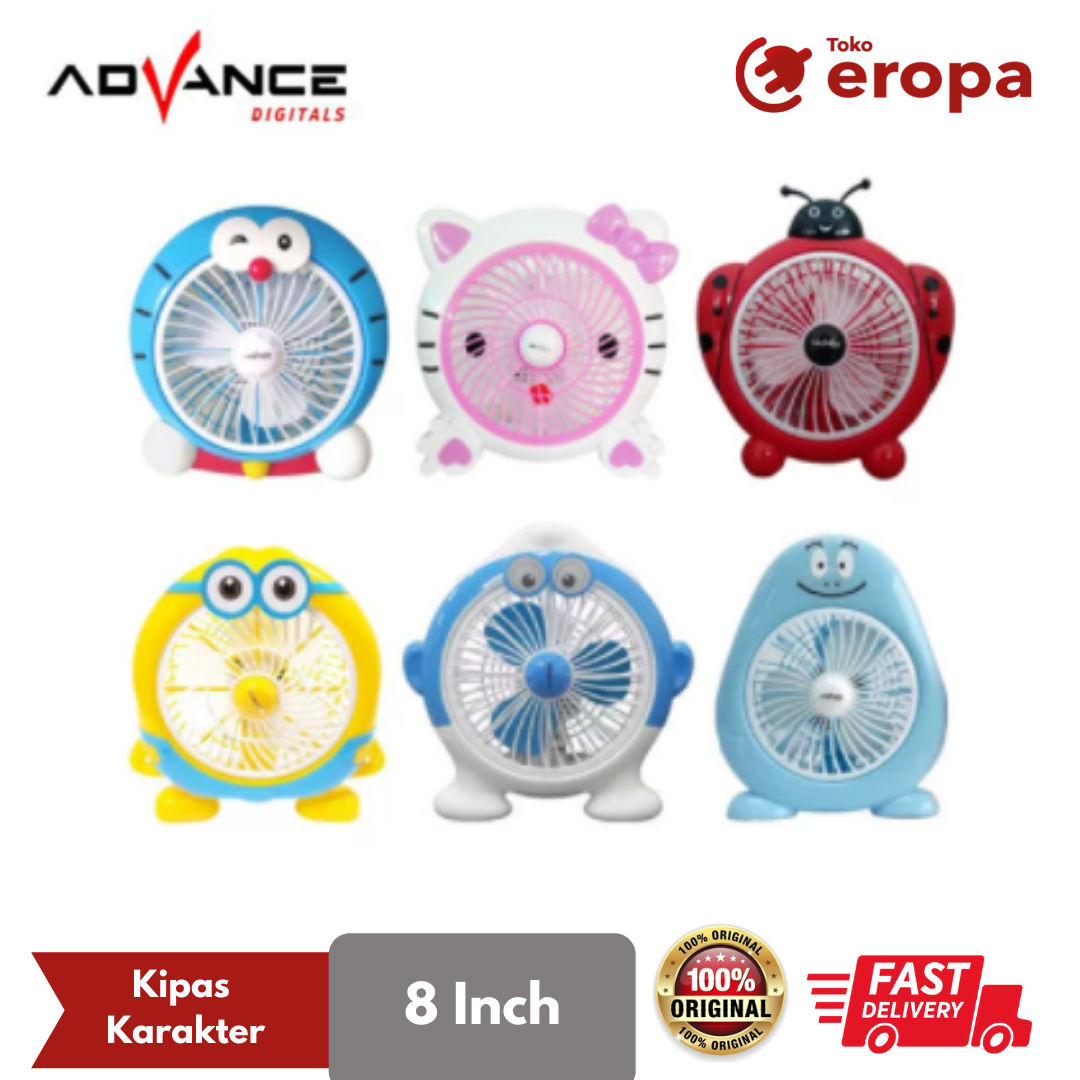 ADVANCE
DIGITALS
Toko
eropa
Kipas
Karakter
8 Inch
100% ORIGINAL
100%
ORIGINAL
100% ORIGINAL
FAST
DELIVERY